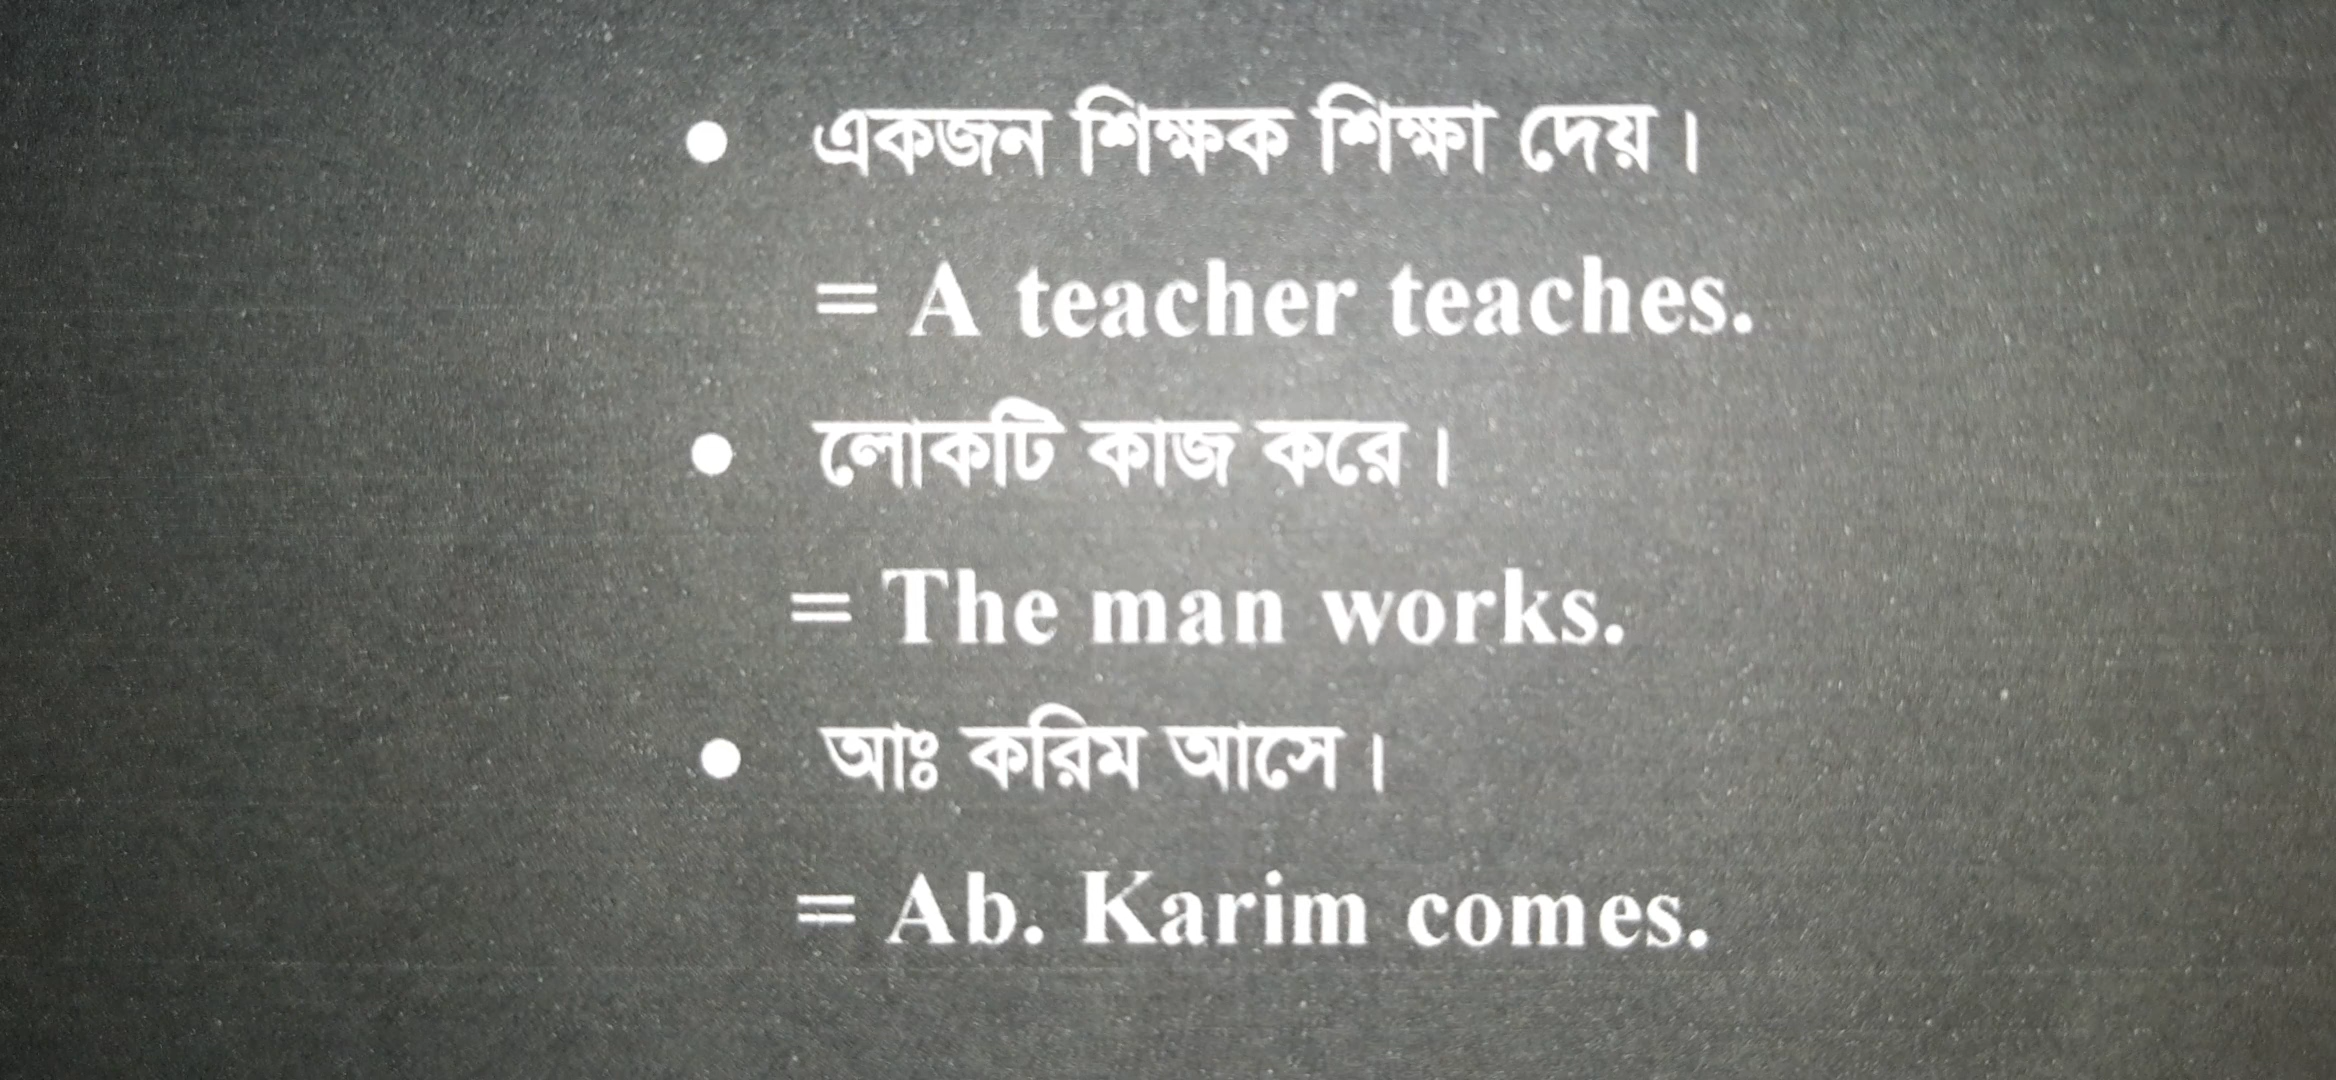 • একজন শিক্ষক শিক্ষা দেয়।
= A teacher teaches.
• লোকটি কাজ করে।
= The man works.
• আঃ করিম আসে।
= Ab. Karim comes.